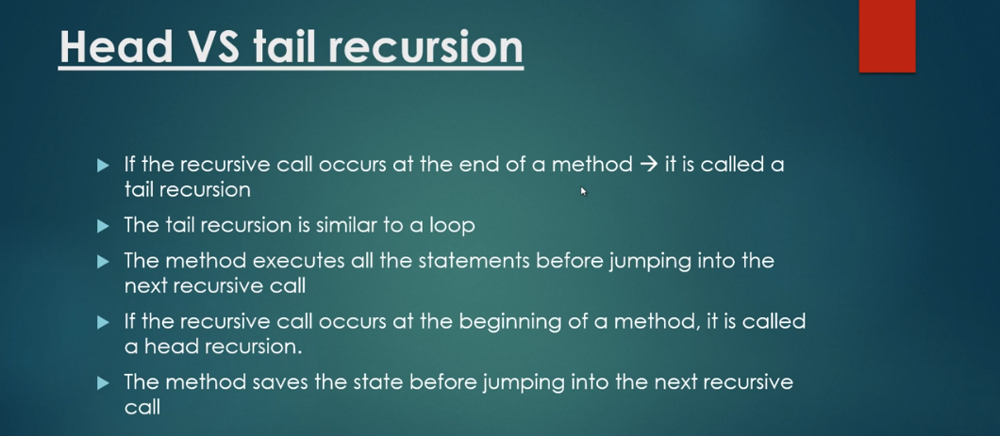 Head VS tail recursion
If the recursive call occurs at the end of a method → it is called a
tail recursion
The tail recursion is similar to a loop
The method executes all the statements before jumping into the
next recursive call
If the recursive call occurs at the beginning of a method, it is called
a head recursion.
The method saves the state before jumping into the next recursive
call